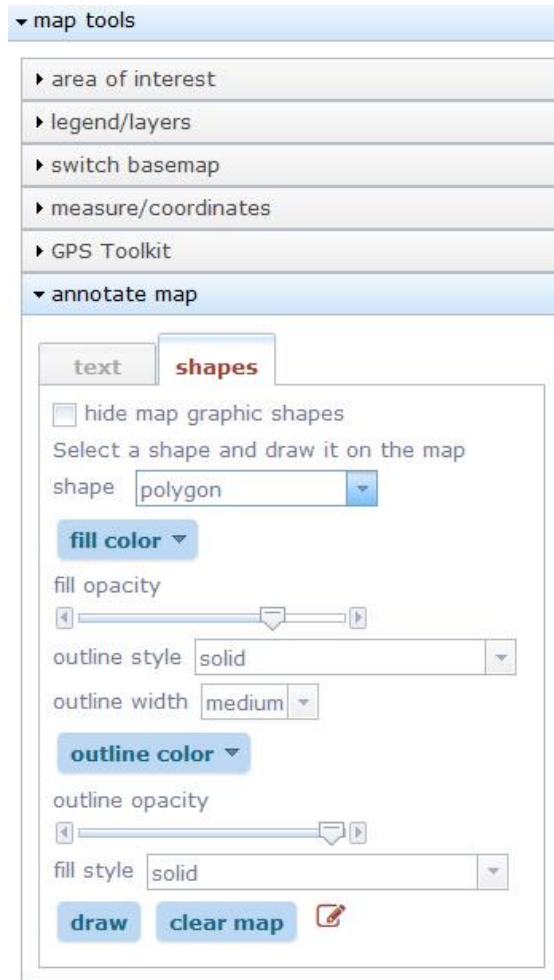 map tools
area of interest
legend/layers
switch basemap
measure/coordinates
GPS Toolkit
annotate map
text shapes
hide map graphic shapes
Select a shape and draw it on the map
shape polygon
fill color
fill opacity
outline style solid
outline width medium
outline color
outline opacity
fill style solid
draw clear map